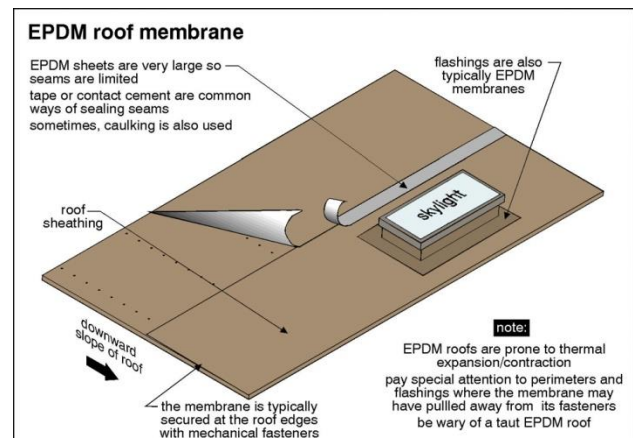 EPDM roof membrane
EPDM sheets are very large so
seams are limited
tape or contact cement are common
ways of sealing seams
sometimes, caulking is also used
flashings are also
typically EPDM
membranes
skylight
roof
sheathing
downward
slope of roof
the membrane is typically
secured at the roof edges
with mechanical fasteners
note:
EPDM roofs are prone to thermal
expansion/contraction
pay special attention to perimeters and
flashings where the membrane may
have pullled away from its fasteners
be wary of a taut EPDM roof